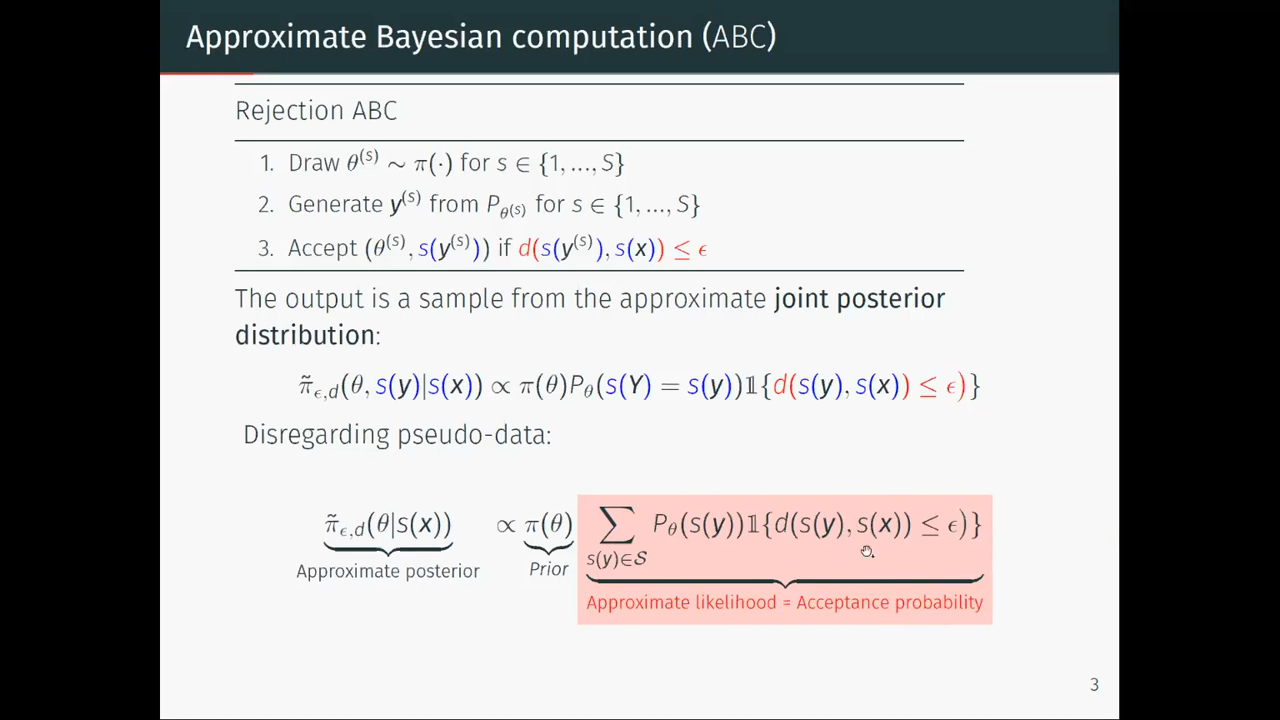 Approximate Bayesian computation (ABC)
Rejection ABC
1. Draw θ^(s) ∼ π(·) for s ∈ {1, ..., S}
2. Generate y^(s) from P_θ^(s) for s ∈ {1, ..., S}
3. Accept (θ^(s), s(y^(s))) if d(s(y^(s)), s(x)) ≤ ϵ
The output is a sample from the approximate joint posterior
distribution:
π̃_ϵ,d(θ, s(y)|s(x)) ∝ π(θ)P_θ(s(Y) = s(y))𝟙{d(s(y), s(x)) ≤ ϵ)}
Disregarding pseudo-data:
π̃_ϵ,d(θ|s(x)) ∝ π(θ) ∑ P_θ(s(y))𝟙{d(s(y), s(x)) ≤ ϵ)}
s(y)∈𝒮
Approximate posterior Prior
Approximate likelihood = Acceptance probability
3